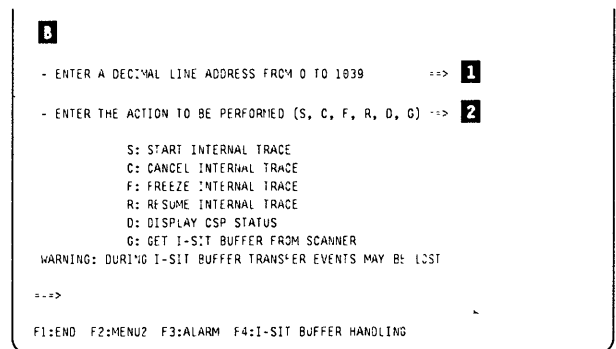 B
- ENTER A DECIMAL LINE ADDRESS FROM 0 TO 1039 ==> 1
- ENTER THE ACTION TO BE PERFORMED (S, C, F, R, D, G) ==> 2
S: START INTERNAL TRACE
C: CANCEL INTERNAL TRACE
F: FREEZE INTERNAL TRACE
R: RESUME INTERNAL TRACE
D: DISPLAY CSP STATUS
G: GET I-SIT BUFFER FROM SCANNER
WARNING: DURING I-SIT BUFFER TRANSFER EVENTS MAY BE LOST
===>
F1:END F2:MENU2 F3:ALARM F4:I-SIT BUFFER HANDLING